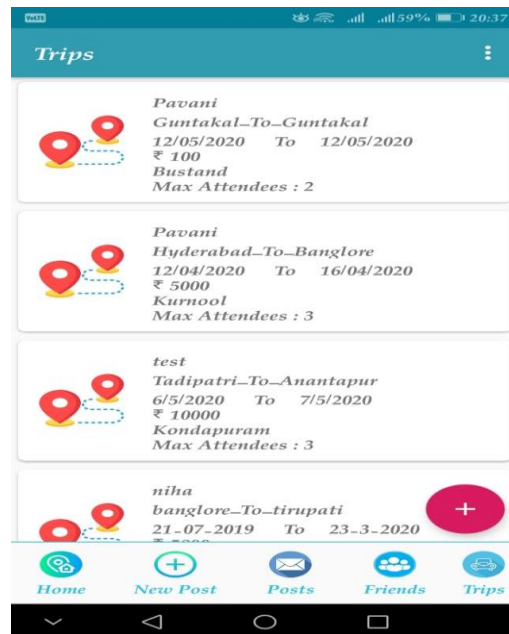 VoLTE 59% 20:37
Trips
Pavani
Guntakal_To_Guntakal
12/05/2020 To 12/05/2020
₹ 100
Bustand
Max Attendees : 2
Pavani
Hyderabad_To_Banglore
12/04/2020 To 16/04/2020
₹ 5000
Kurnool
Max Attendees : 3
test
Tadipatri_To_Anantapur
6/5/2020 To 7/5/2020
₹ 10000
Kondapuram
Max Attendees : 3
niha
banglore_To_tirupati
21-07-2019 To 23-3-2020
+
Home New Post Posts Friends Trips